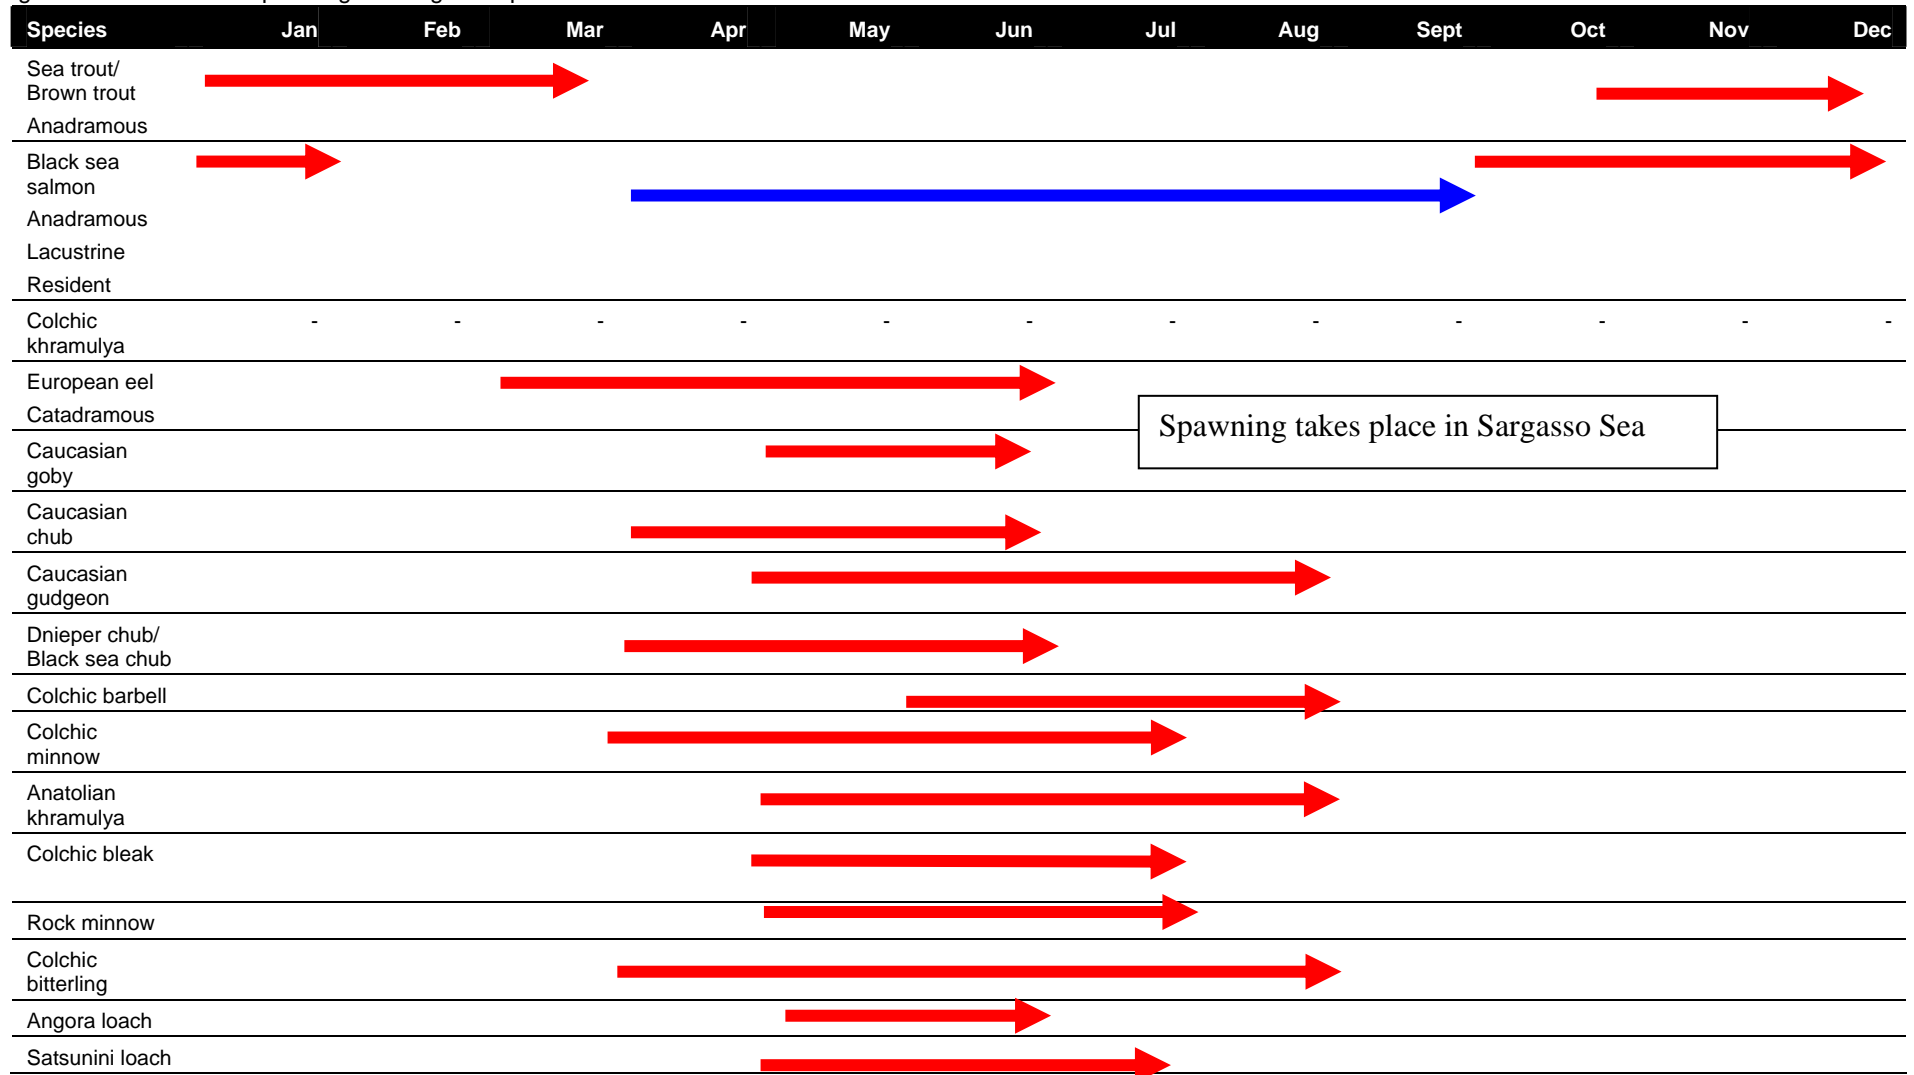 Species Jan Feb Mar Apr May Jun Jul Aug Sept Oct Nov Dec
Sea trout/
Brown trout
Anadramous
Black sea
salmon
Anadramous
Lacustrine
Resident
Colchic - - - - - - - - - - - -
khramulya
European eel
Catadramous
Spawning takes place in Sargasso Sea
Caucasian
goby
Caucasian
chub
Caucasian
gudgeon
Dnieper chub/
Black sea chub
Colchic barbell
Colchic
minnow
Anatolian
khramulya
Colchic bleak
Rock minnow
Colchic
bitterling
Angora loach
Satsunini loach